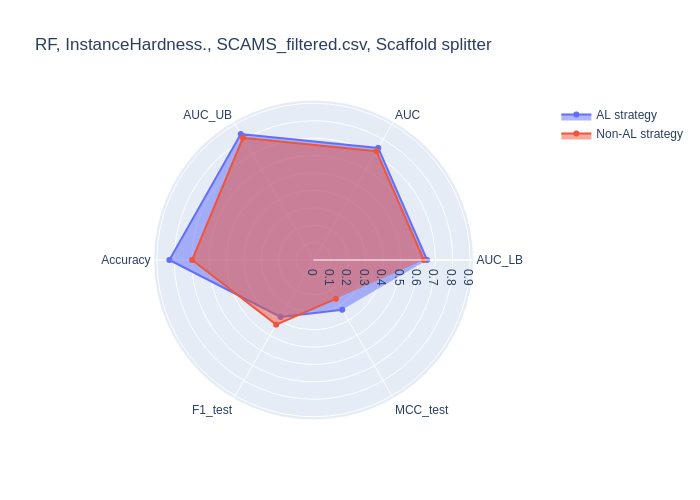 RF, InstanceHardness., SCAMS_filtered.csv, Scaffold splitter
AUC_UB
AUC
AL strategy
Non-AL strategy
Accuracy
AUC_LB
0
0.1
0.2
0.3
0.4
0.5
0.6
0.7
0.8
0.9
F1_test
MCC_test